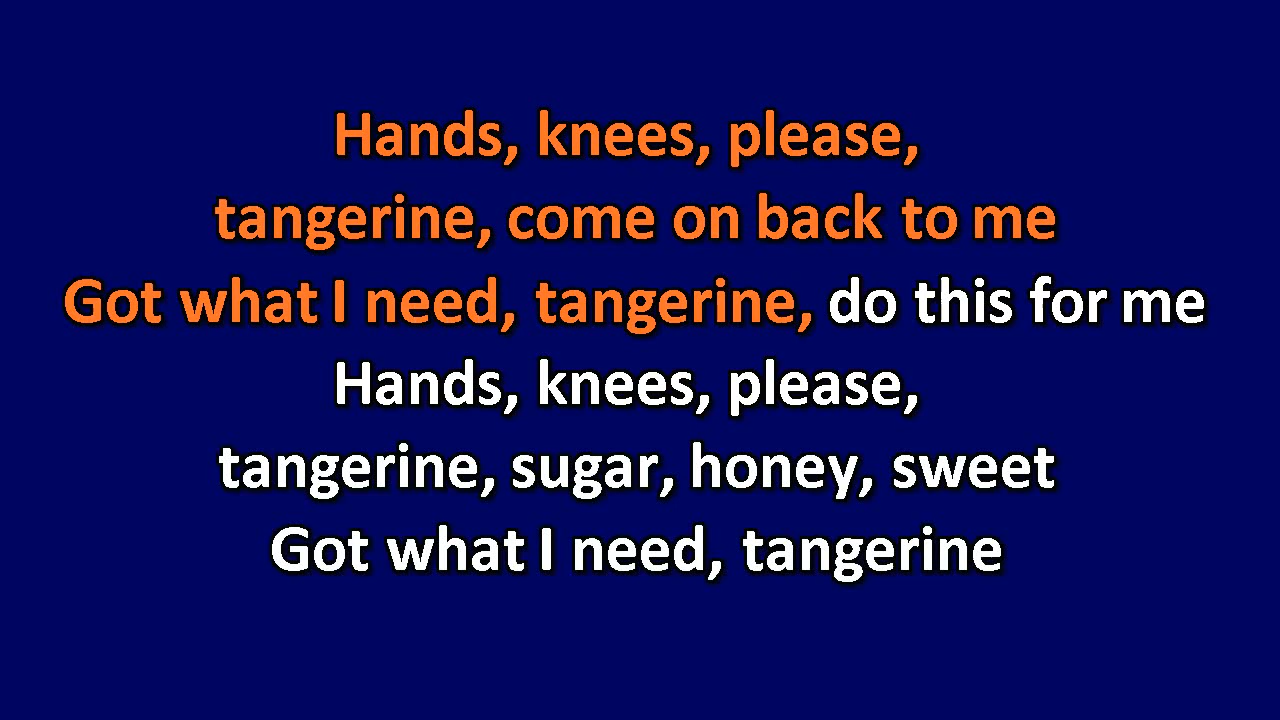 Hands, knees, please,
tangerine, come on back to me
Got what I need, tangerine, do this for me
Hands, knees, please,
tangerine, sugar, honey, sweet
Got what I need, tangerine